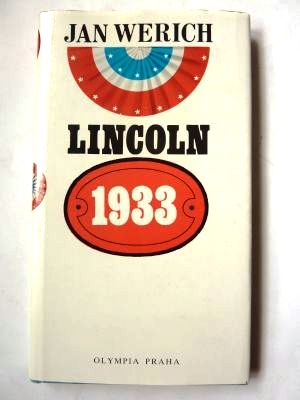 JAN WERICH
LINCOLN
1933
OLYMPIA PRAHA